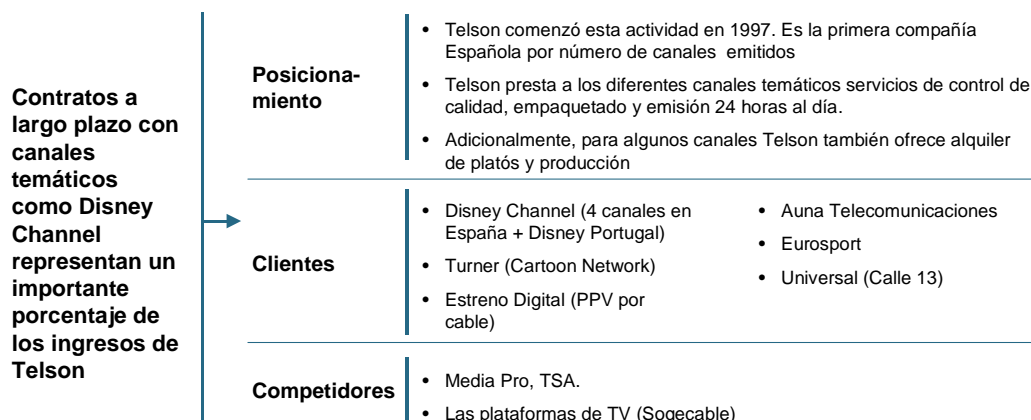 Contratos a
largo plazo con
canales
temáticos
como Disney
Channel
representan un
importante
porcentaje de
los ingresos de
Telson
Posiciona-
miento
• Telson comenzó esta actividad en 1997. Es la primera compañía
Española por número de canales emitidos
• Telson presta a los diferentes canales temáticos servicios de control de
calidad, empaquetado y emisión 24 horas al día.
• Adicionalmente, para algunos canales Telson también ofrece alquiler
de platós y producción
Clientes
• Disney Channel (4 canales en
España + Disney Portugal)
• Turner (Cartoon Network)
• Estreno Digital (PPV por
cable)
• Auna Telecomunicaciones
• Eurosport
• Universal (Calle 13)
Competidores
• Media Pro, TSA.
• Las plataformas de TV (Sogecable)